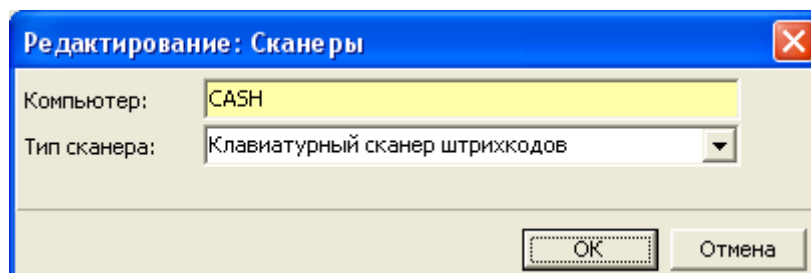 Редактирование: Сканеры
Компьютер: CASH
Тип сканера: Клавиатурный сканер штрихкодов
OK Отмена